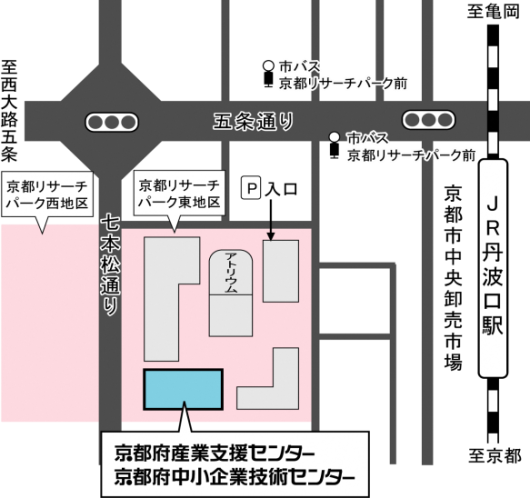 至亀岡
市バス
京都リサーチパーク前
至西大路五条
五条通り
市バス
京都リサーチパーク前
京都リサーチ
パーク西地区
京都リサーチ
パーク東地区
P 入口
七本松通り
アトリウム
京都市中央卸売市場
JR丹波口駅
京都府産業支援センター
京都府中小企業技術センター
至京都